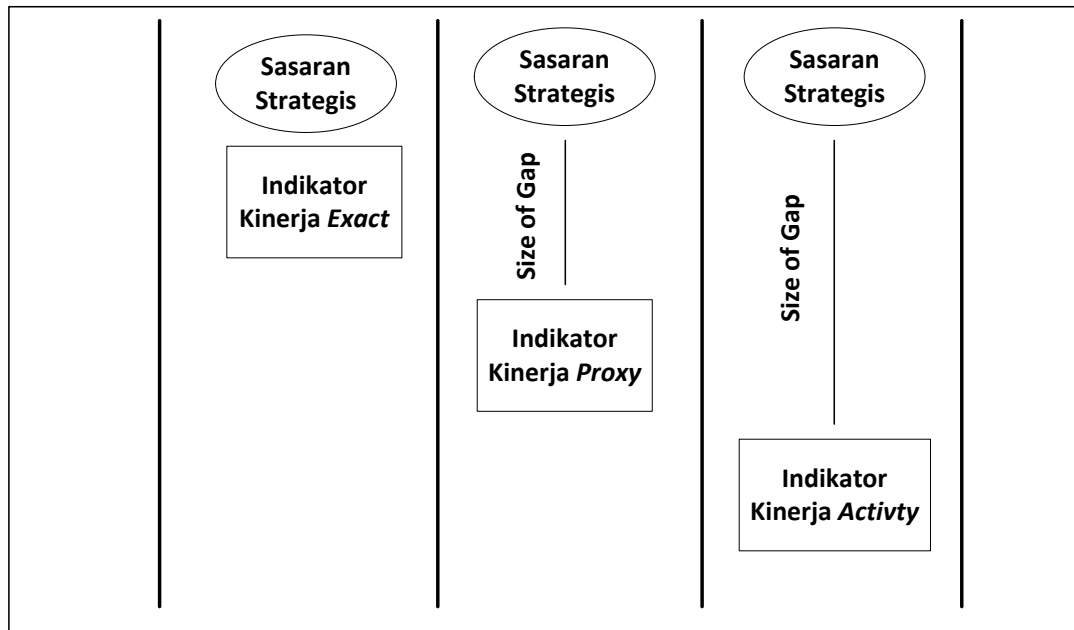 Sasaran
Strategis
Indikator
Kinerja Exact
Sasaran
Strategis
Size of Gap
Indikator
Kinerja Proxy
Sasaran
Strategis
Size of Gap
Indikator
Kinerja Activty